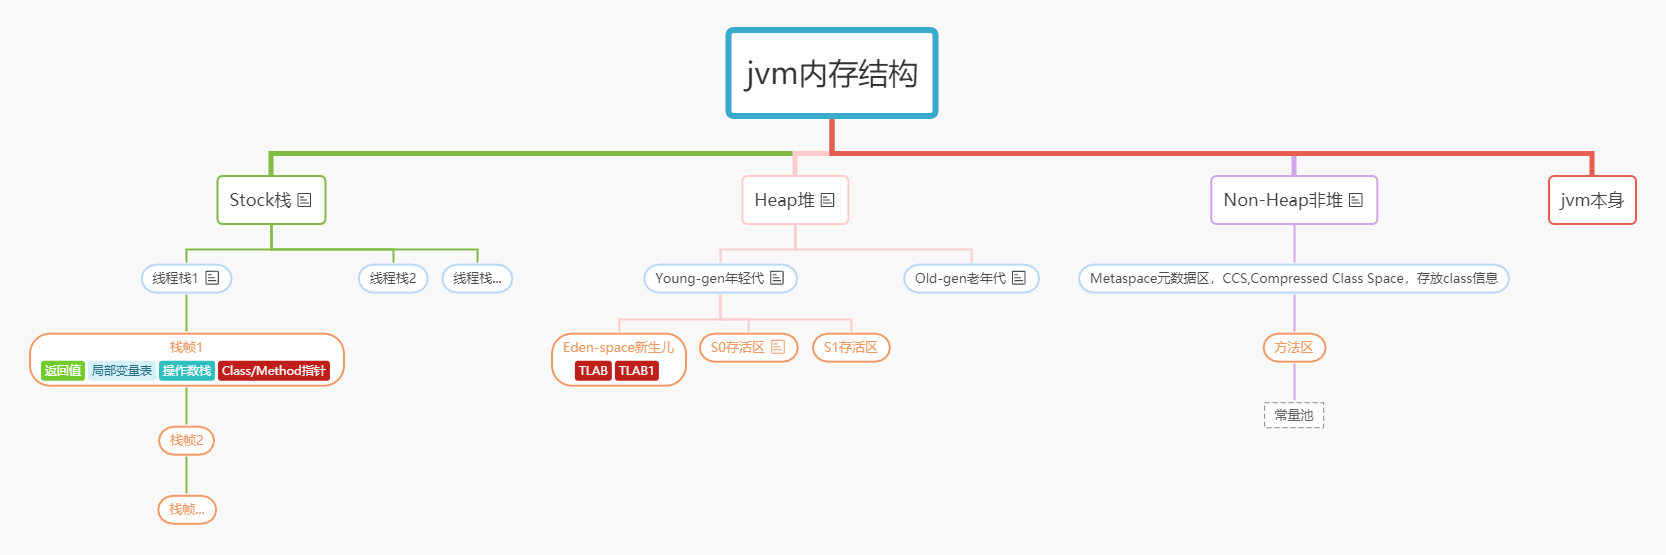 jvm内存结构
Stock栈
Heap堆
Non-Heap非堆
jvm本身
线程栈1
线程栈2
线程栈...
Young-gen年轻代
Old-gen老年代
Metaspace元数据区，CCS,Compressed Class Space，存放class信息
栈帧1
返回值 局部变量表 操作数栈 Class/Method指针
Eden-space新生儿
TLAB TLAB1
S0存活区
S1存活区
方法区
常量池
栈帧2
栈帧...